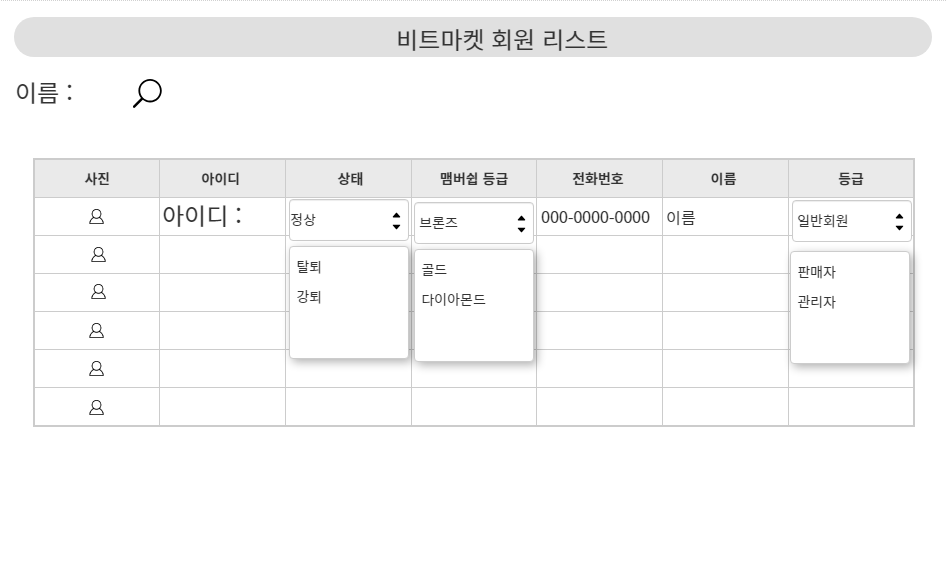 비트마켓 회원 리스트
이름 :
사진 아이디 상태 맴버쉽 등급 전화번호 이름 등급
아이디 : 정상 브론즈 000-0000-0000 이름 일반회원
탈퇴 골드 판매자
강퇴 다이아몬드 관리자